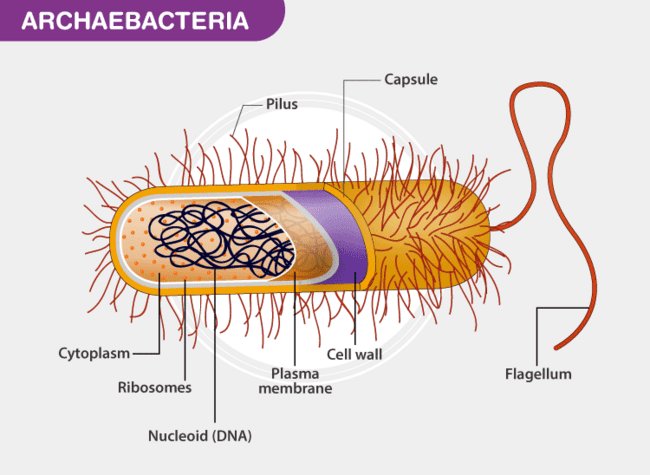 ARCHAEBACTERIA
Capsule
Pilus
Cytoplasm
Cell wall
Ribosomes
Plasma
membrane
Flagellum
Nucleoid (DNA)